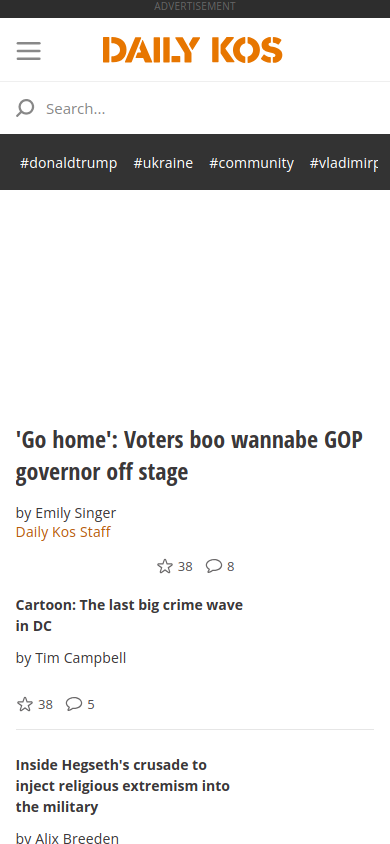 ADVERTISEMENT
DAILY KOS
Search...
#donaldtrump #ukraine #community #vladimirp
'Go home': Voters boo wannabe GOP
governor off stage
by Emily Singer
Daily Kos Staff
38 8
Cartoon: The last big crime wave
in DC
by Tim Campbell
38 5
Inside Hegseth's crusade to
inject religious extremism into
the military
by Alix Breeden